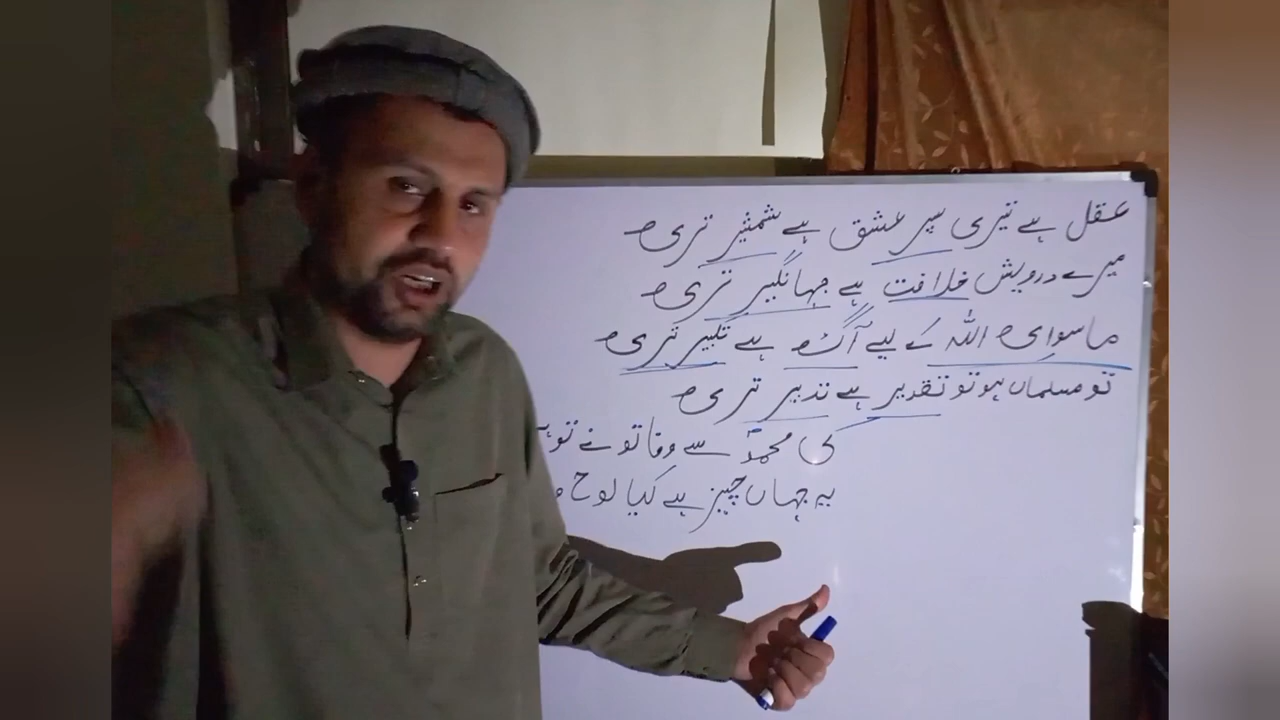 عقل ہے تیری سپر عشق ہے شمشیر تری
میرے درویش خلافت ہے جہانگیر تری
ماسوای اللہ کے لیے آگ ہے تکبیر تری
تو مسلماں ہو تو تقدیر ہے تدبیر تری
کی محمدؐ سے وفا تو نے تو
یہ جہاں چیز ہے کیا لوح و